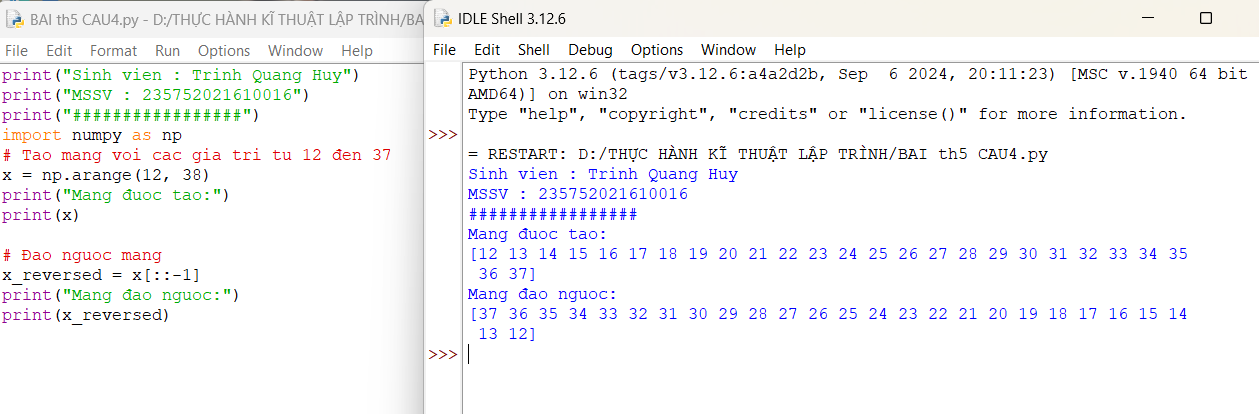 BAI th5 CAU4.py - D:/THỰC HÀNH KĨ THUẬT LẬP TRÌNH/BAI
File Edit Format Run Options Window Help
print("Sinh vien : Trinh Quang Huy")
print("MSSV : 235752021610016")
print("#################")
import numpy as np
# Tao mang voi cac gia tri tu 12 đen 37
x = np.arange(12, 38)
print("Mang đuoc tao:")
print(x)
# Đao nguoc mang
x_reversed = x[::-1]
print("Mang đao nguoc:")
print(x_reversed)
IDLE Shell 3.12.6
File Edit Shell Debug Options Window Help
Python 3.12.6 (tags/v3.12.6:a4a2d2b, Sep  6 2024, 20:11:23) [MSC v.1940 64 bit
AMD64)] on win32
Type "help", "copyright", "credits" or "license()" for more information.
>>>
= RESTART: D:/THỰC HÀNH KĨ THUẬT LẬP TRÌNH/BAI th5 CAU4.py
Sinh vien : Trinh Quang Huy
MSSV : 235752021610016
#################
Mang đuoc tao:
[12 13 14 15 16 17 18 19 20 21 22 23 24 25 26 27 28 29 30 31 32 33 34 35
36 37]
Mang đao nguoc:
[37 36 35 34 33 32 31 30 29 28 27 26 25 24 23 22 21 20 19 18 17 16 15 14
13 12]
>>>